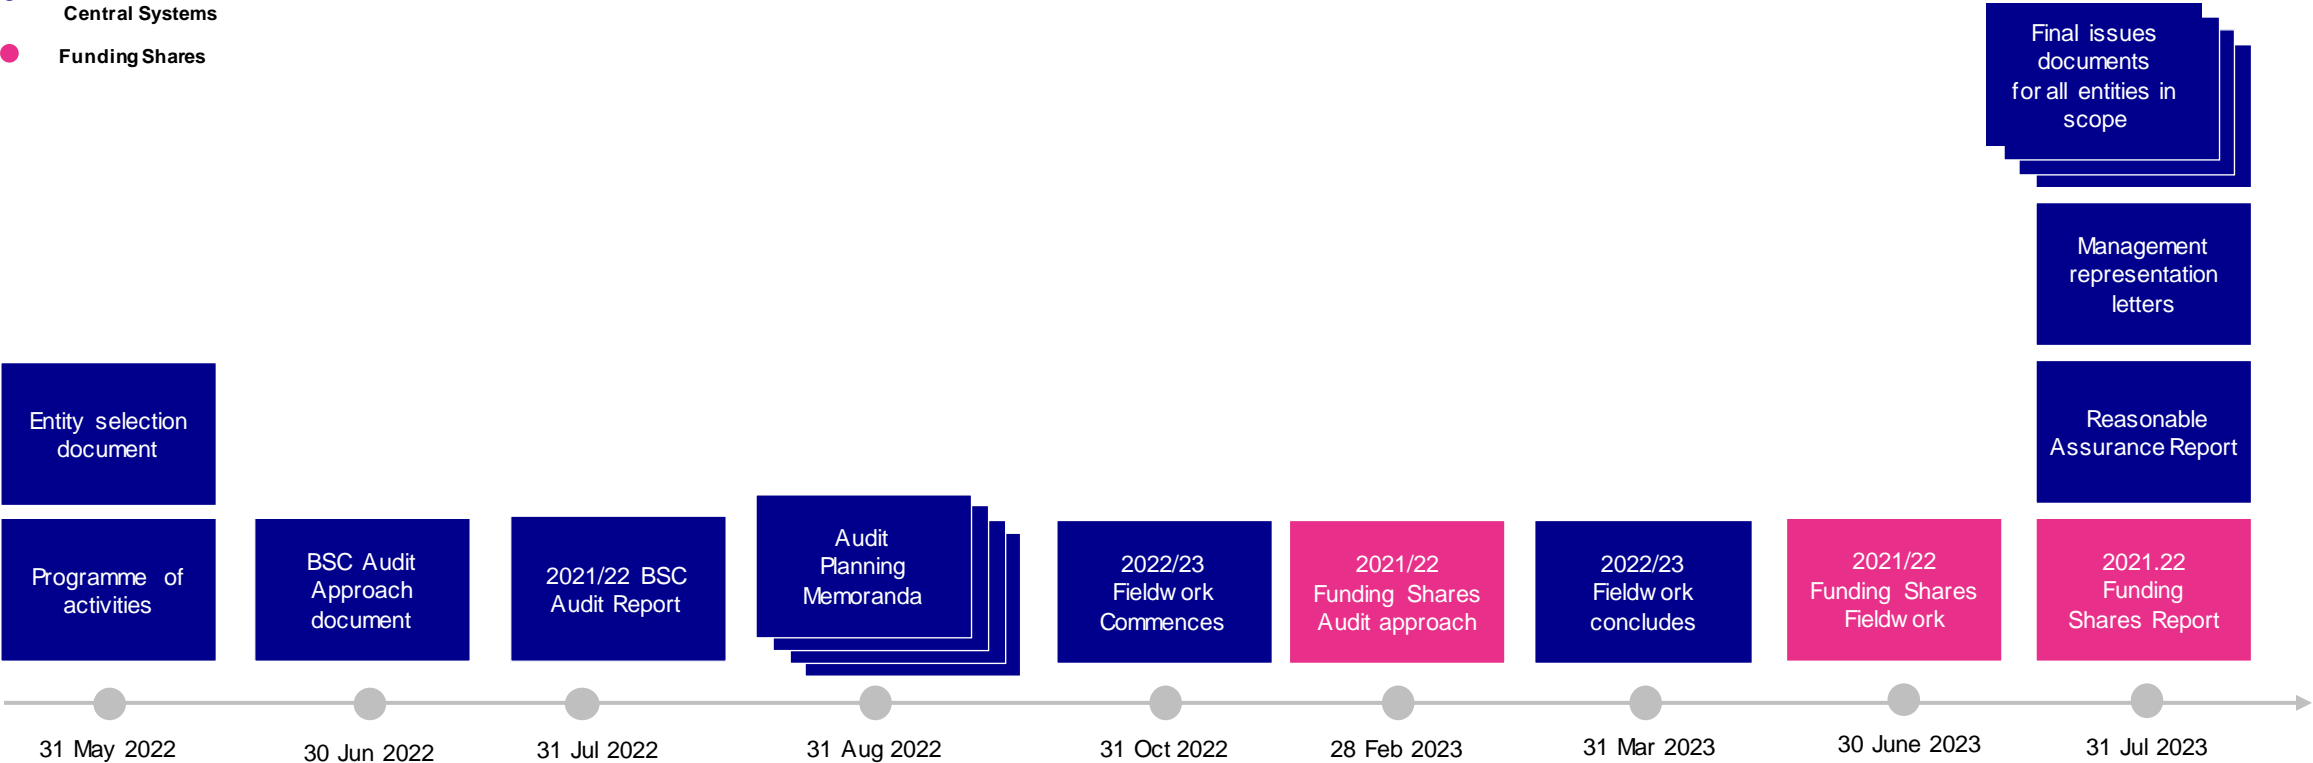 Central Systems
Funding Shares
Final issues
documents
for all entities in
scope
Management
representation
letters
Entity selection
document
Reasonable
Assurance Report
Programme of
activities
BSC Audit
Approach
document
2021/22 BSC
Audit Report
Audit
Planning
Memoranda
2022/23
Fieldwork
Commences
2021/22
Funding Shares
Audit approach
2022/23
Fieldwork
concludes
2021/22
Funding Shares
Fieldwork
2021.22
Funding
Shares Report
31 May 2022
30 Jun 2022
31 Jul 2022
31 Aug 2022
31 Oct 2022
28 Feb 2023
31 Mar 2023
30 June 2023
31 Jul 2023